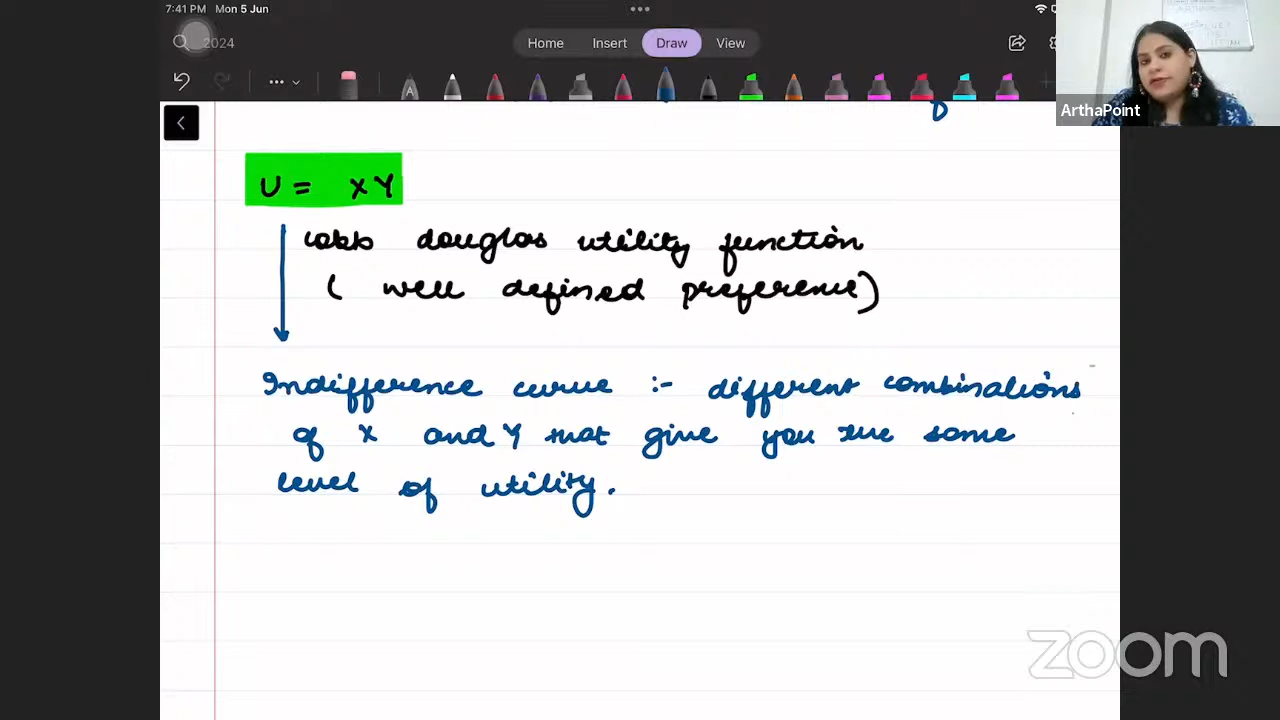 7:41 PM Mon 5 Jun
2024
Home Insert Draw View
A
ArthaPoint
U = XY
cobb douglas utility function
( well defined preference)
Indifference curve :- different combinations
of X and Y that give you the same
level of utility.
zoom